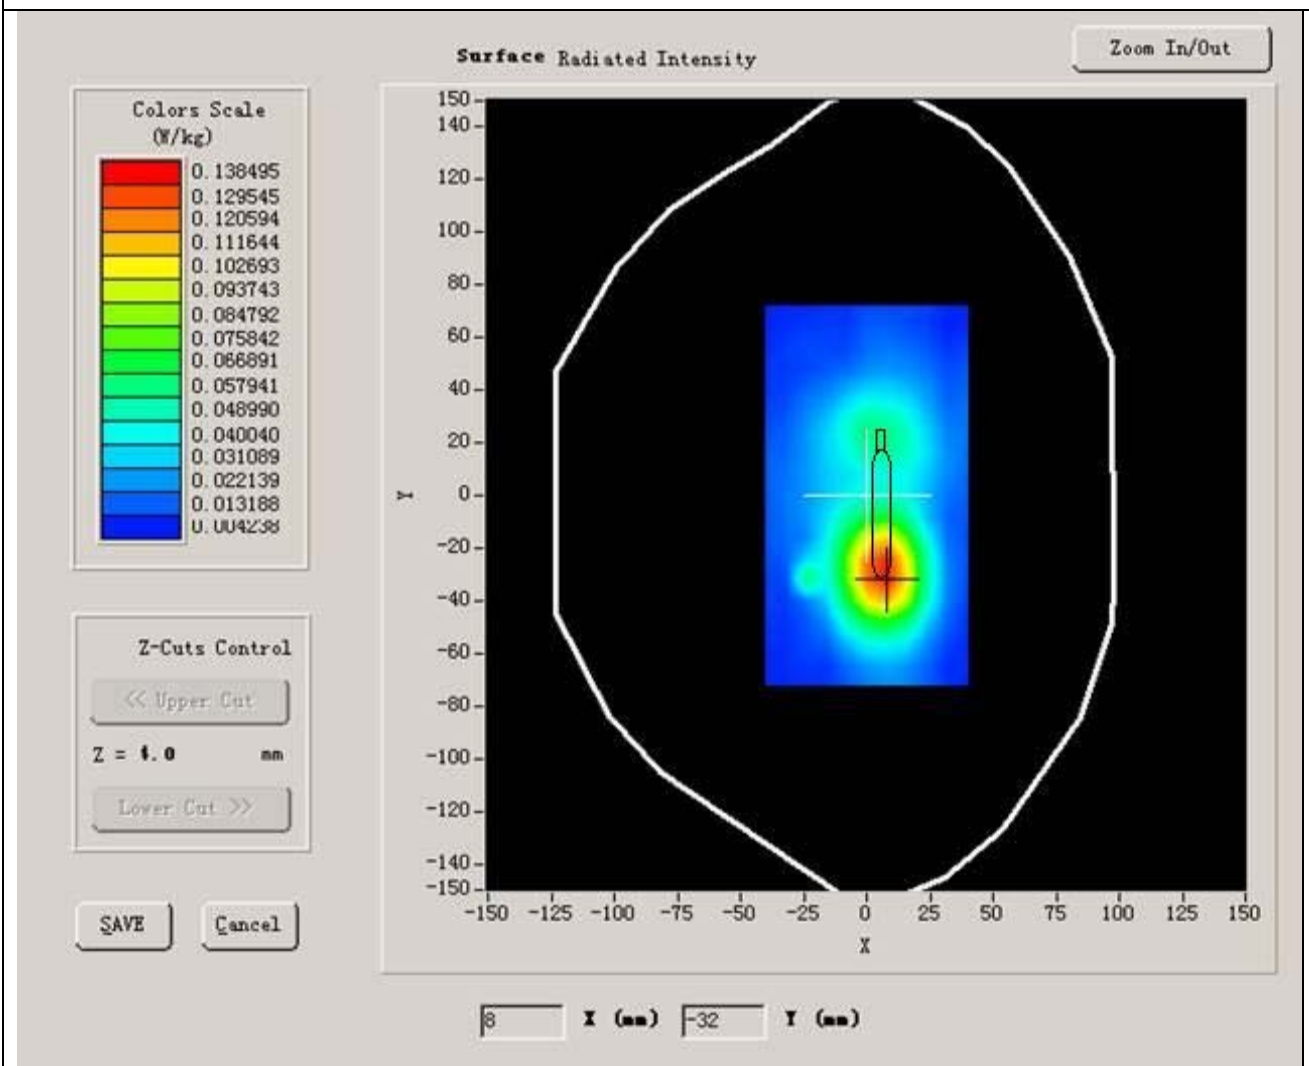 Surface Radiated Intensity
Zoom In/Out
Colors Scale
(W/kg)
0.138495
0.129545
0.120594
0.111644
0.102693
0.093743
0.084792
0.075842
0.066891
0.057941
0.048990
0.040040
0.031089
0.022139
0.013188
0.004238
Z-Cuts Control
<< Upper Cut
Z = 4.0 mm
Lower Cut >>
SAVE Cancel
150
140
120
100
80
60
40
20
0
-20
-40
-60
-80
-100
-120
-140
-150
Y
-150 -125 -100 -75 -50 -25 0 25 50 75 100 125 150
X
8 X (mm) -32 Y (mm)